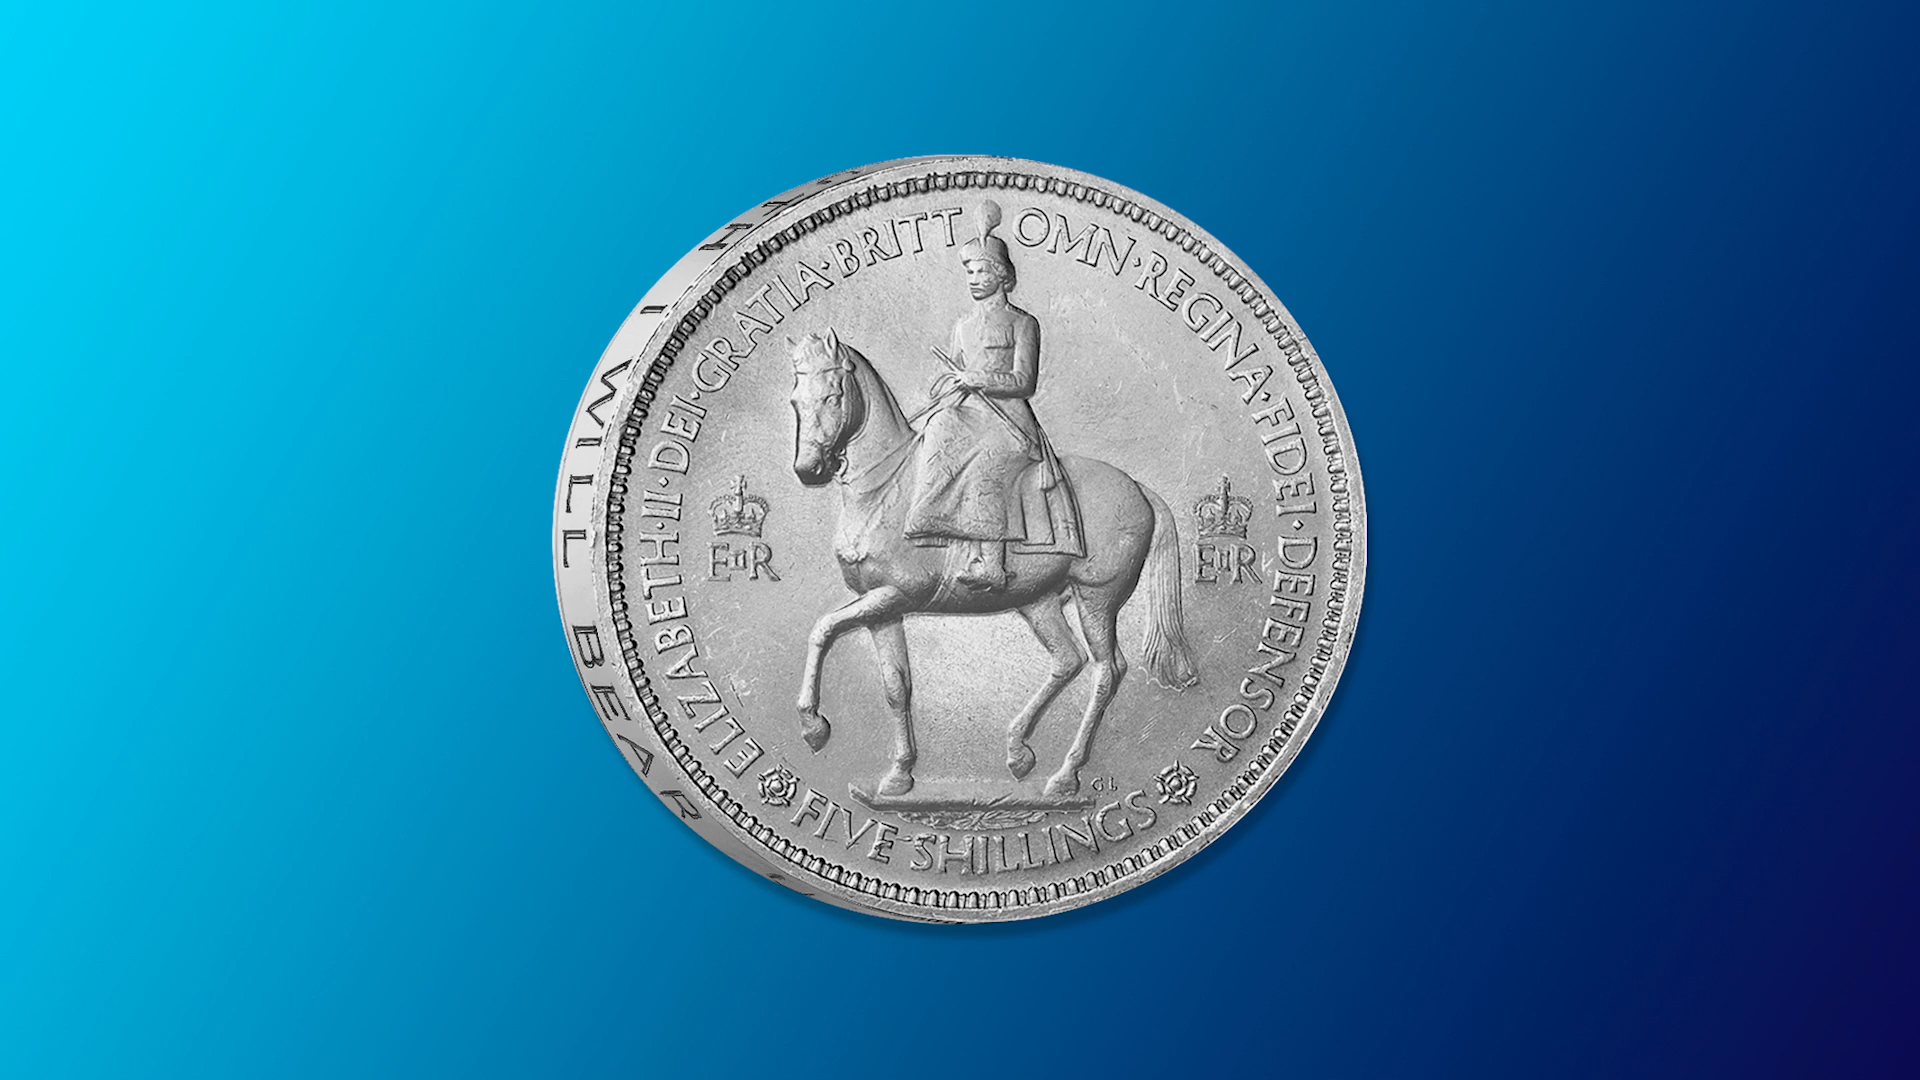 ELIZABETH·II·DEI·GRATIA·BRITT OMN·REGINA·FIDEI·DEFENSOR
FIVE SHILLINGS
EIIR
EIIR
GL
I WILL BEAR